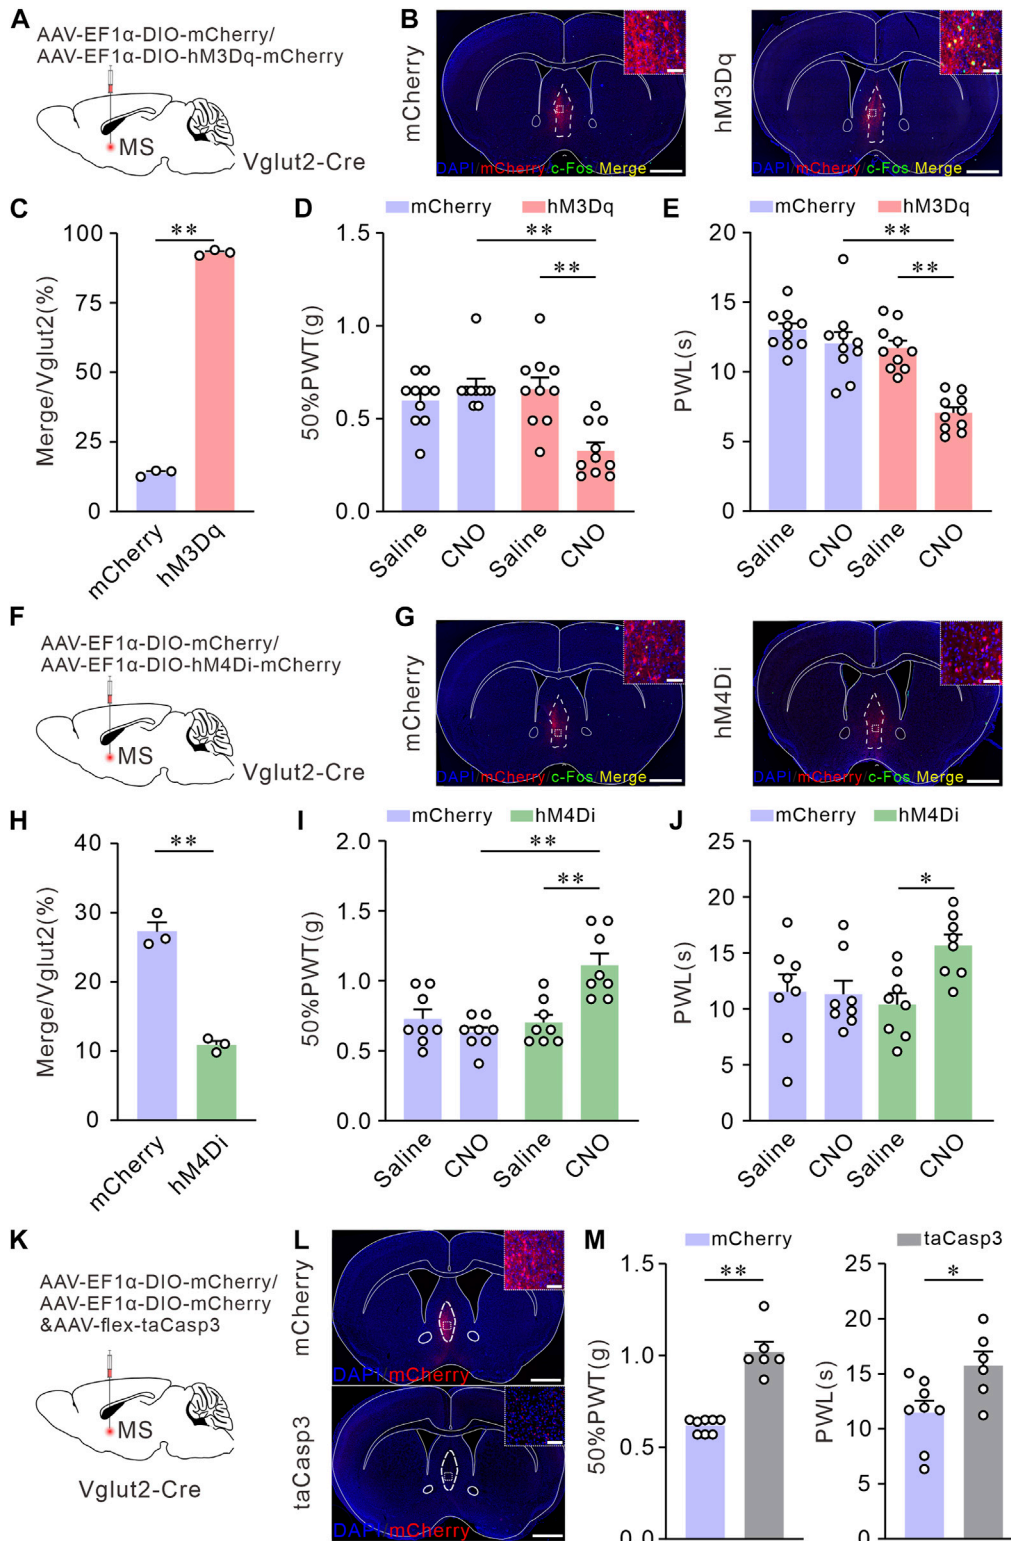 A
AAV-EF1α-DIO-mCherry/
AAV-EF1α-DIO-hM3Dq-mCherry
MS
Vglut2-Cre
B
mCherry
DAPI/mCherry/c-Fos Merge
hM3Dq
DAPI/mCherry/c-Fos Merge
C
Merge/Vglut2(%)
100
75
50
25
0
**
mCherry
hM3Dq
D
mCherry
hM3Dq
50%PWT(g)
1.5
1.0
0.5
0.0
**
**
Saline
CNO
Saline
CNO
E
mCherry
hM3Dq
PWL(s)
20
15
10
5
0
**
**
Saline
CNO
Saline
CNO
F
AAV-EF1α-DIO-mCherry/
AAV-EF1α-DIO-hM4Di-mCherry
MS
Vglut2-Cre
G
mCherry
DAPI/mCherry/c-Fos Merge
hM4Di
DAPI/mCherry/c-Fos Merge
H
Merge/Vglut2(%)
40
30
20
10
0
**
mCherry
hM4Di
I
mCherry
hM4Di
50%PWT(g)
2.0
1.5
1.0
0.5
0.0
**
**
Saline
CNO
Saline
CNO
J
mCherry
hM4Di
PWL(s)
25
20
15
10
5
0
*
Saline
CNO
Saline
CNO
K
AAV-EF1α-DIO-mCherry/
AAV-EF1α-DIO-mCherry
&AAV-flex-taCasp3
MS
Vglut2-Cre
L
mCherry
DAPI/mCherry
taCasp3
DAPI/mCherry
M
mCherry
taCasp3
50%PWT(g)
1.5
1.0
0.5
0.0
**
PWL(s)
25
20
15
10
5
0
*